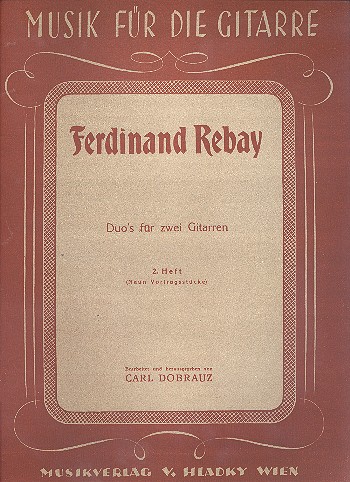 MUSIK FÜR DIE GITARRE
Ferdinand Rebay
Duo's für zwei Gitarren
2. Heft
(Neun Vortragsstücke)
Bearbeitet und herausgegeben von
CARL DOBRAUZ
MUSIKVERLAG V. HLADKY WIEN